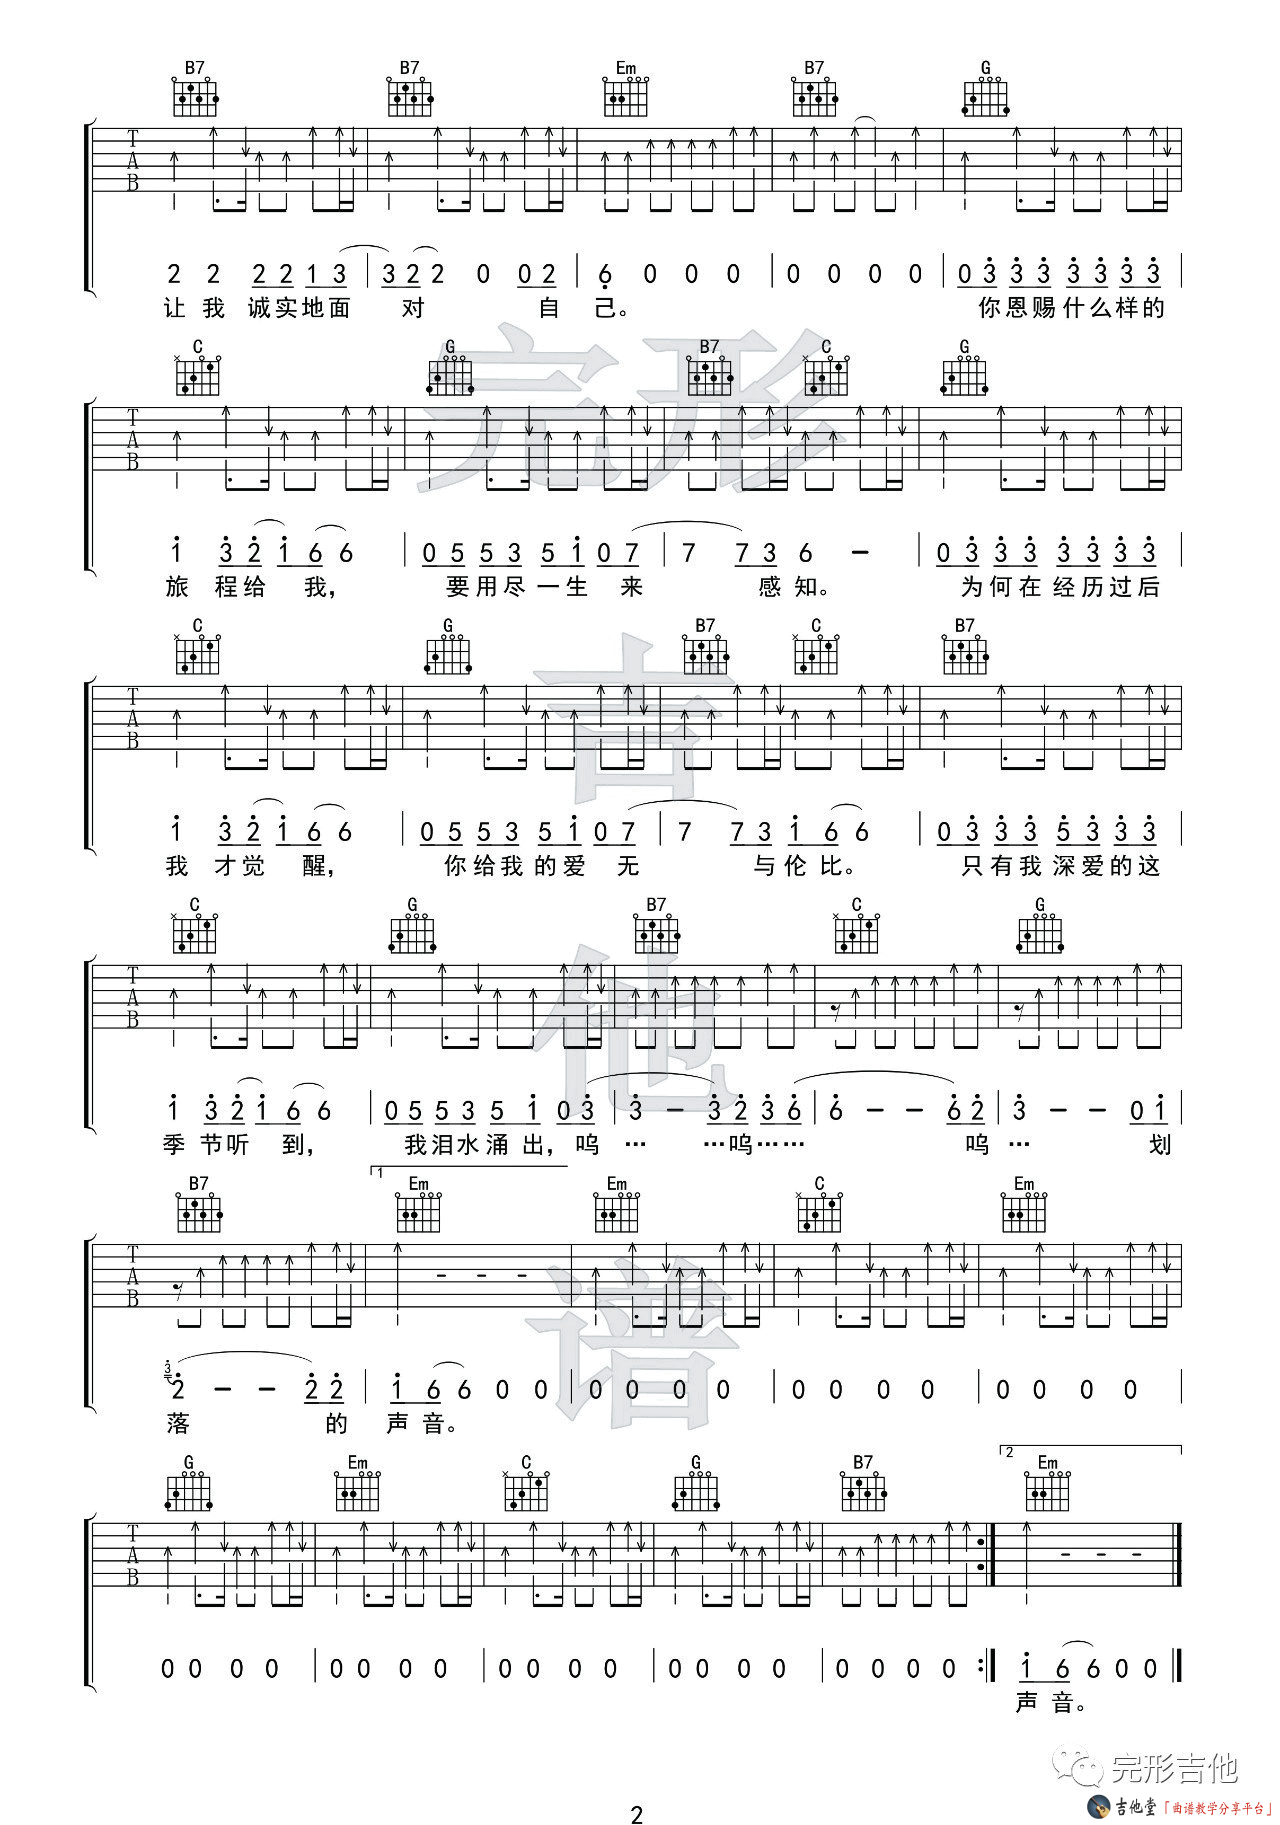 B7 B7 Em B7 G
T
A
B
2 2 2 2 1 3 3 2 2 0 0 2 6 0 0 0 0 0 0 0 0 3 3 3 3 3 3 3
让 我 诚实地面 对 自 己。 你恩赐什么样的
C G B7 C G
T
A
B
1 3 2 1 6 6 0 5 5 3 5 1 0 7 7 7 3 6 – 0 3 3 3 3 3 3 3
旅 程给 我, 要用尽一生 来 感 知。 为何在经历过后
C G B7 C B7
T
A
B
1 3 2 1 6 6 0 5 5 3 5 1 0 7 7 7 3 1 6 6 0 3 3 3 5 3 3 3
我 才觉 醒, 你给我的爱 无 与伦比。 只有我深爱的这
C G B7 C G
T
A
B
1 3 2 1 6 6 0 5 5 3 5 1 0 3 3 – 3 2 3 6 6 – – 6 2 3 – – 0 1
季 节听 到, 我泪水涌出, 呜 … …呜…… 呜 … 划
B7 1 Em Em C Em
T
A
B
3 2 – – 2 2 1 6 6 0 0 0 0 0 0 0 0 0 0 0 0 0 0
落 的 声 音。
G Em C G B7 2 Em
T
A
B
0 0 0 0 0 0 0 0 0 0 0 0 0 0 0 0 0 0 0 0 1 6 6 0 0
声 音。
完形
吉
他
谱
完形吉他
吉他堂「曲谱教学分享平台」
2